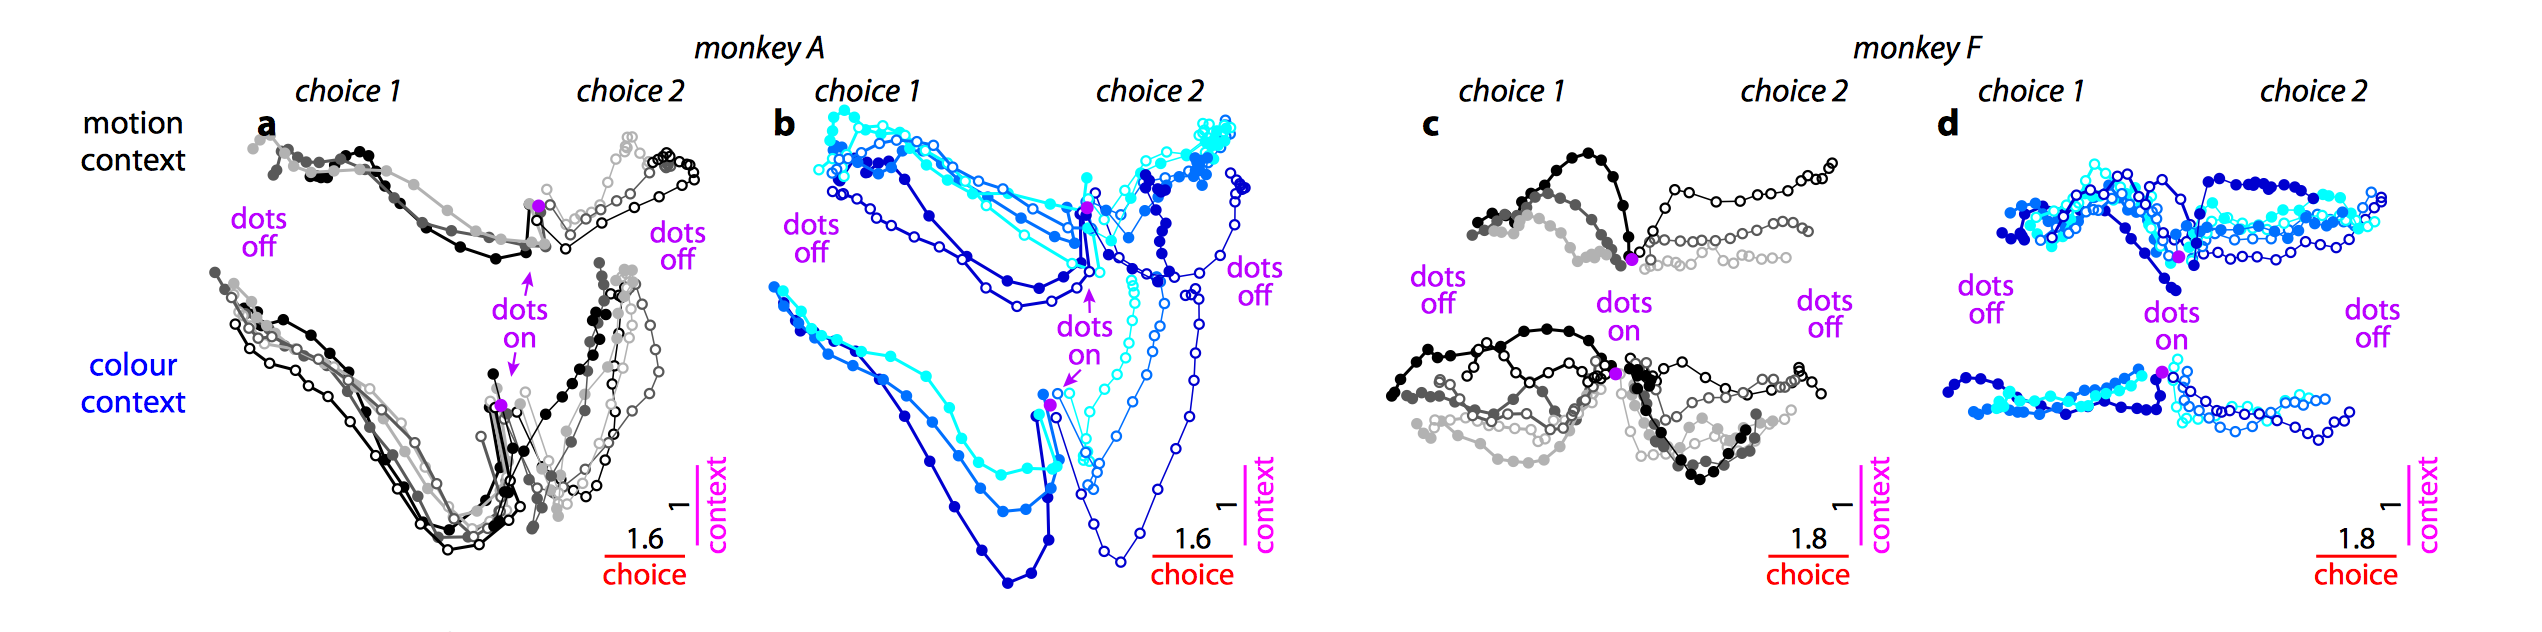 monkey A
monkey F
choice 1
choice 2
choice 1
choice 2
choice 1
choice 2
choice 1
choice 2
motion
context
a
b
c
d
dots
off
dots
off
dots
on
dots
off
dots
off
dots
on
dots
off
dots
on
dots
off
dots
off
dots
on
dots
off
colour
context
1
context
1.6
choice
1
context
1.6
choice
1
context
1.8
choice
1
context
1.8
choice